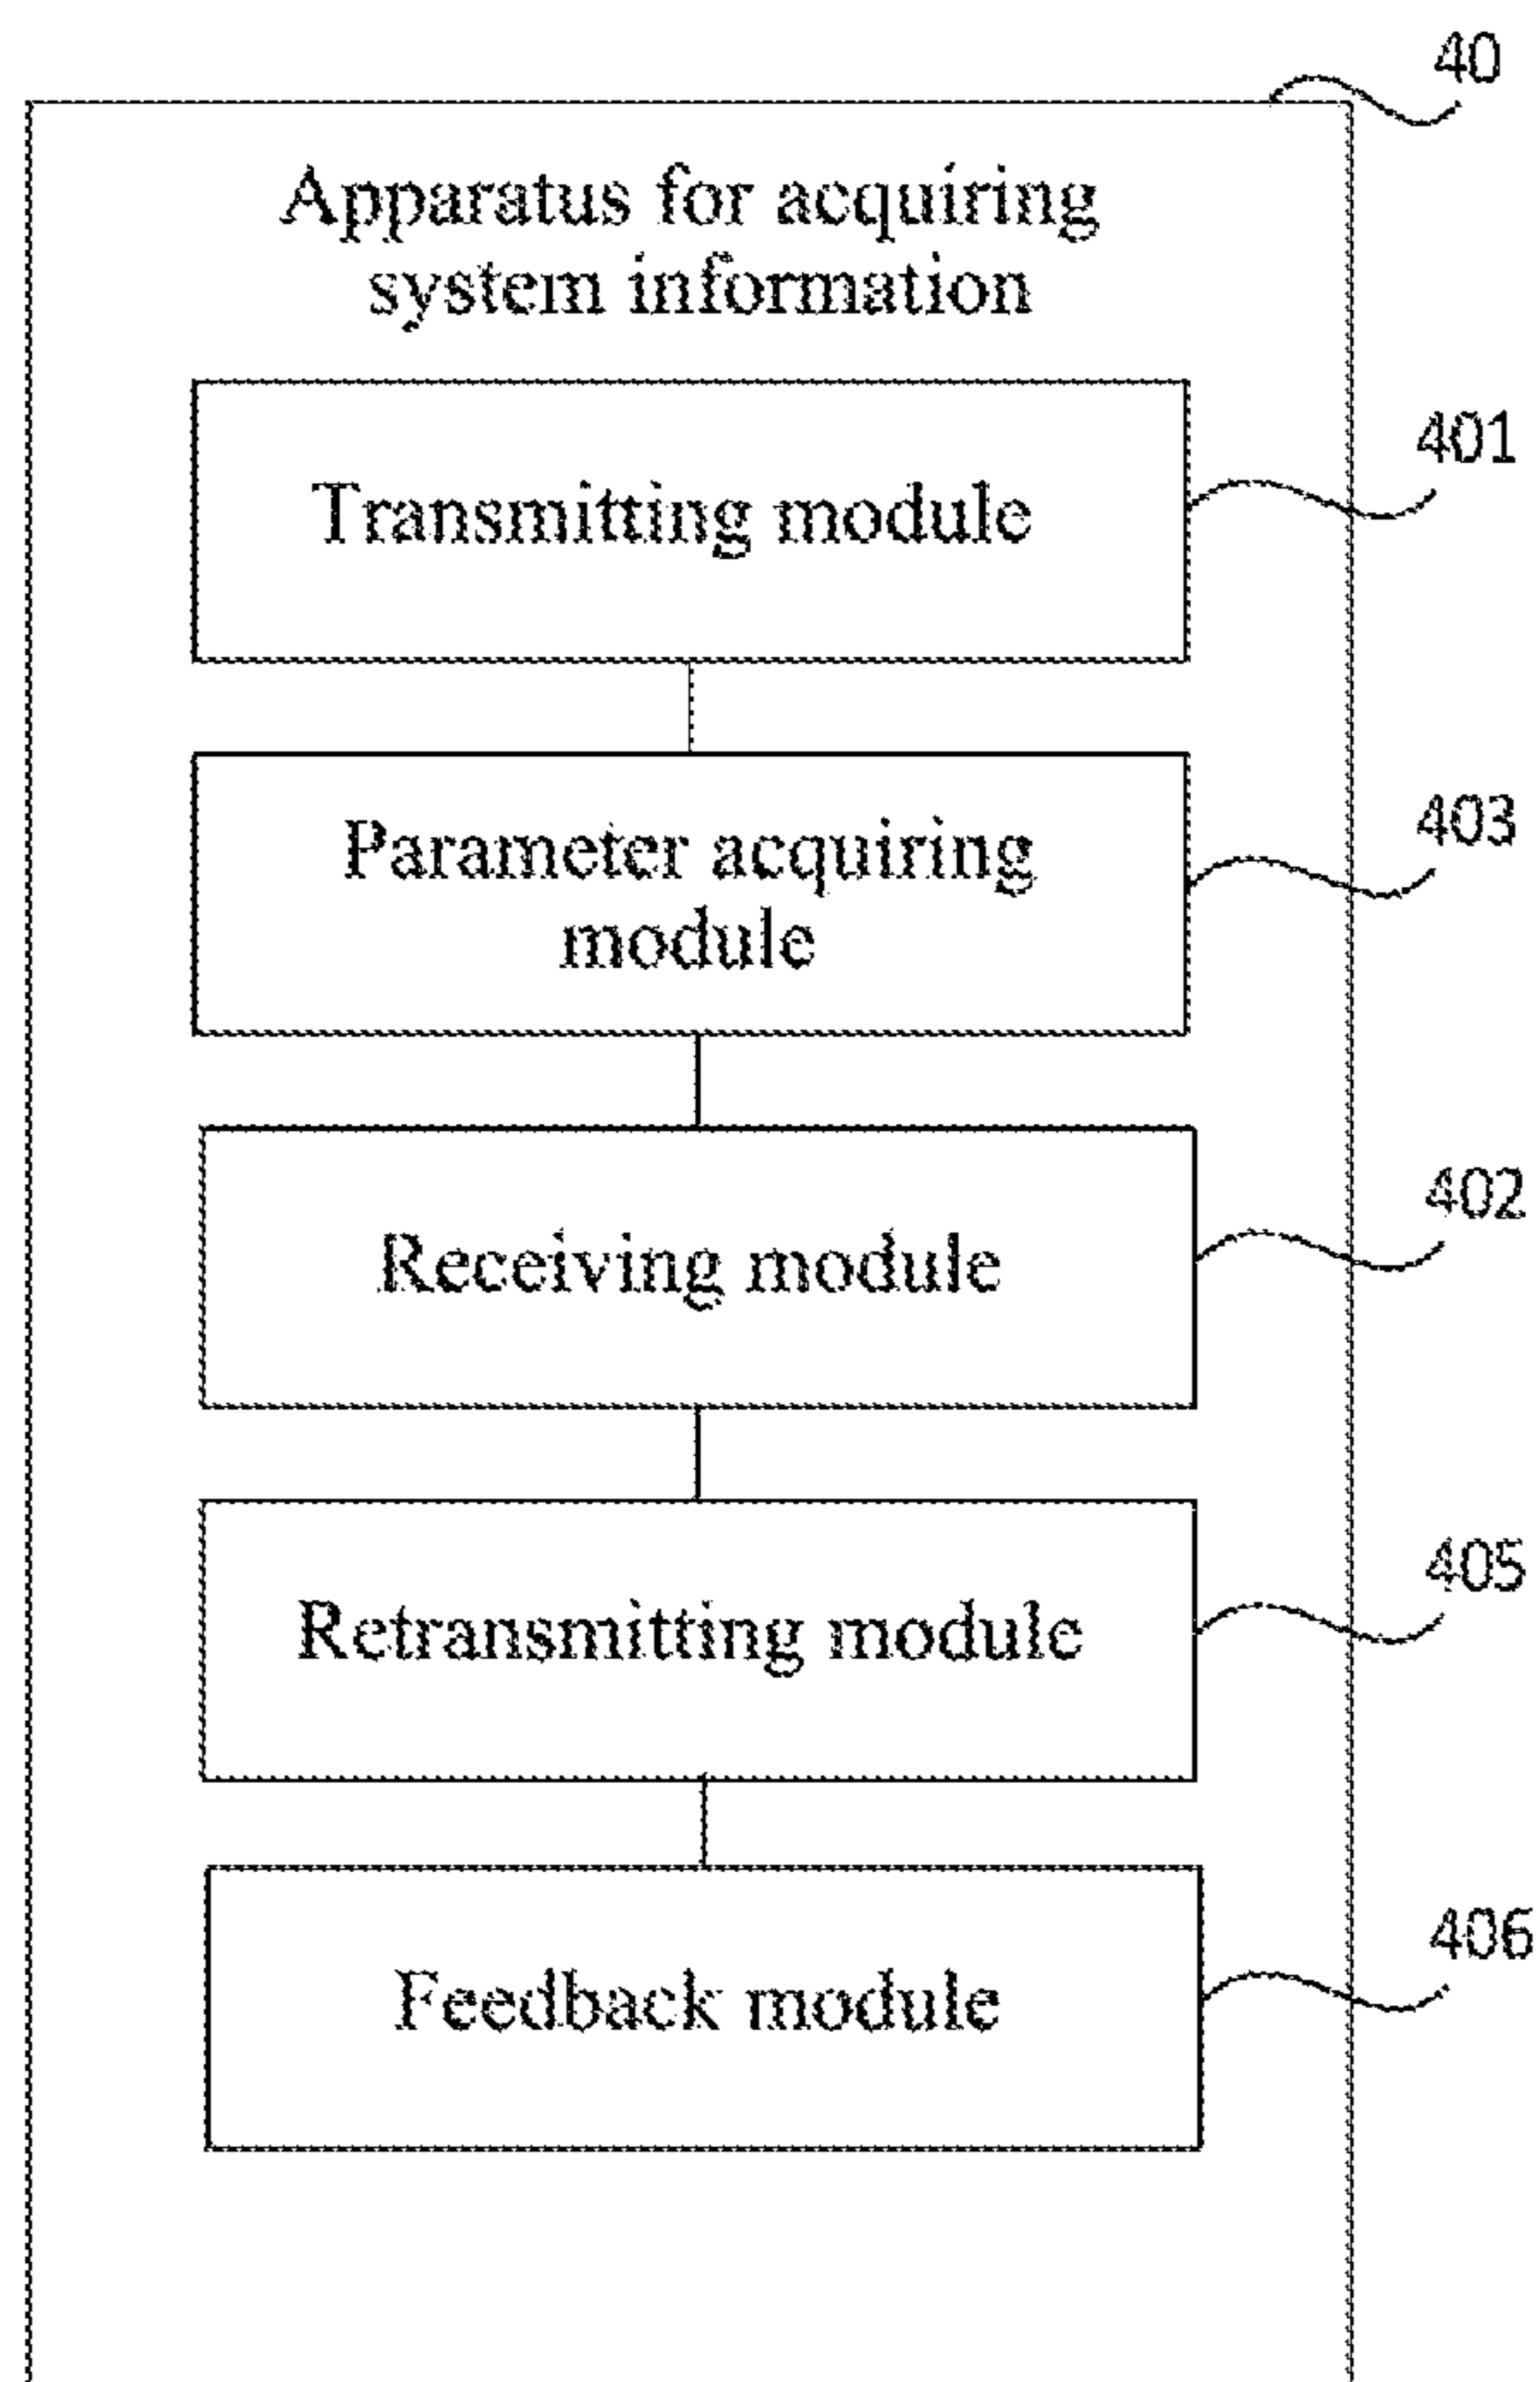 40
Apparatus for acquiring
system information
Transmitting module
401
Parameter acquiring
module
403
Receiving module
402
Retransmitting module
405
Feedback module
406